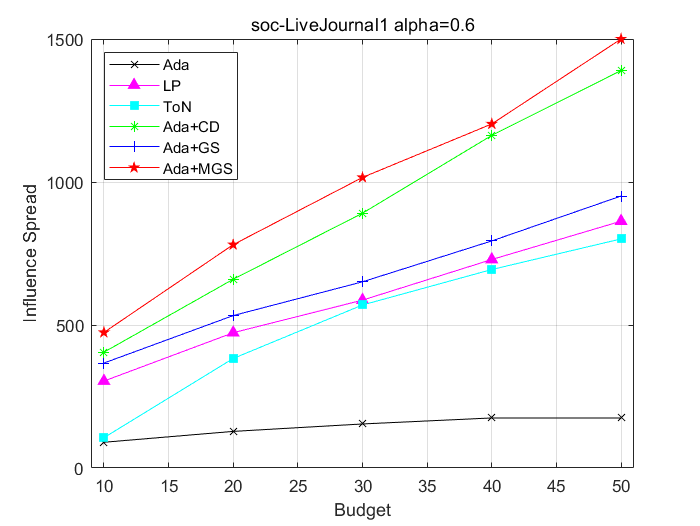 soc-LiveJournal1 alpha=0.6
1500
1000
500
0
Influence Spread
Ada
LP
ToN
Ada+CD
Ada+GS
Ada+MGS
10 15 20 25 30 35 40 45 50
Budget